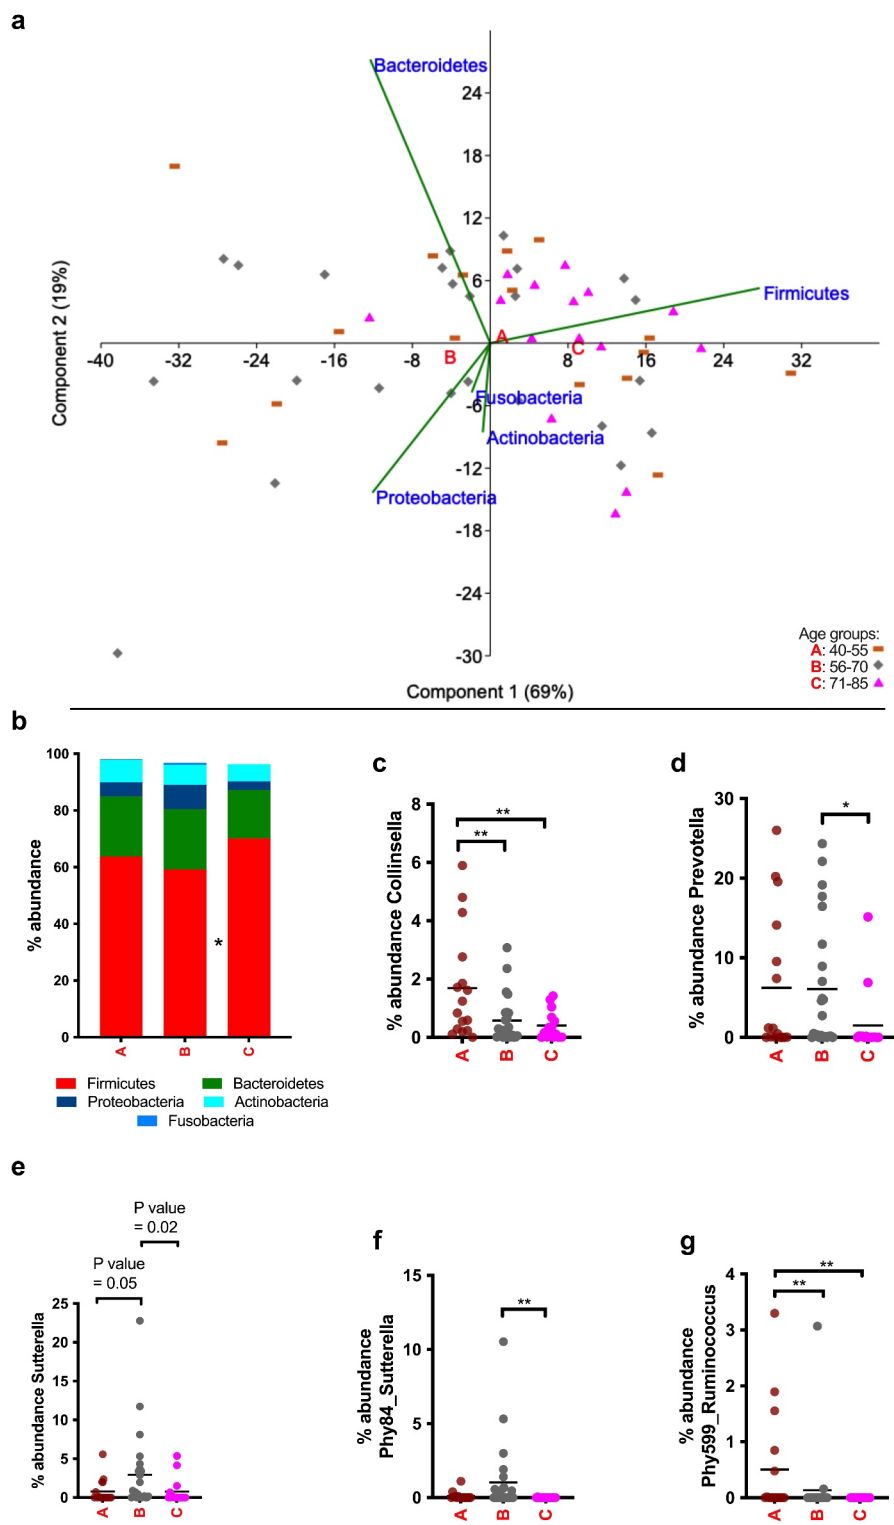 a
Bacteroidetes
24
18
12
6
Firmicutes
Component 2 (19%)
A
B
C
-40 -32 -24 -16 -8 8 16 24 32
Fusobacteria
-6
Actinobacteria
-12
Proteobacteria
-18
-24
-30
Age groups:
A: 40-55
B: 56-70
C: 71-85
Component 1 (69%)
b
% abundance
100
80
60
40
20
0
*
A B C
Firmicutes Bacteroidetes
Proteobacteria Actinobacteria
Fusobacteria
c
% abundance Collinsella
8
6
4
2
0
**
**
A B C
d
% abundance Prevotella
30
20
10
0
*
A B C
e
P value
= 0.02
P value
= 0.05
% abundance Sutterella
25
20
15
10
5
0
A B C
f
% abundance
Phy84_Sutterella
15
10
5
0
**
A B C
g
% abundance
Phy599_Ruminococcus
4
3
2
1
0
**
**
A B C